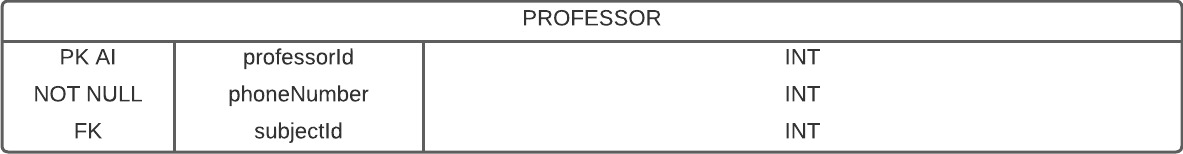 PROFESSOR
PK AI professorId INT
NOT NULL phoneNumber INT
FK subjectId INT